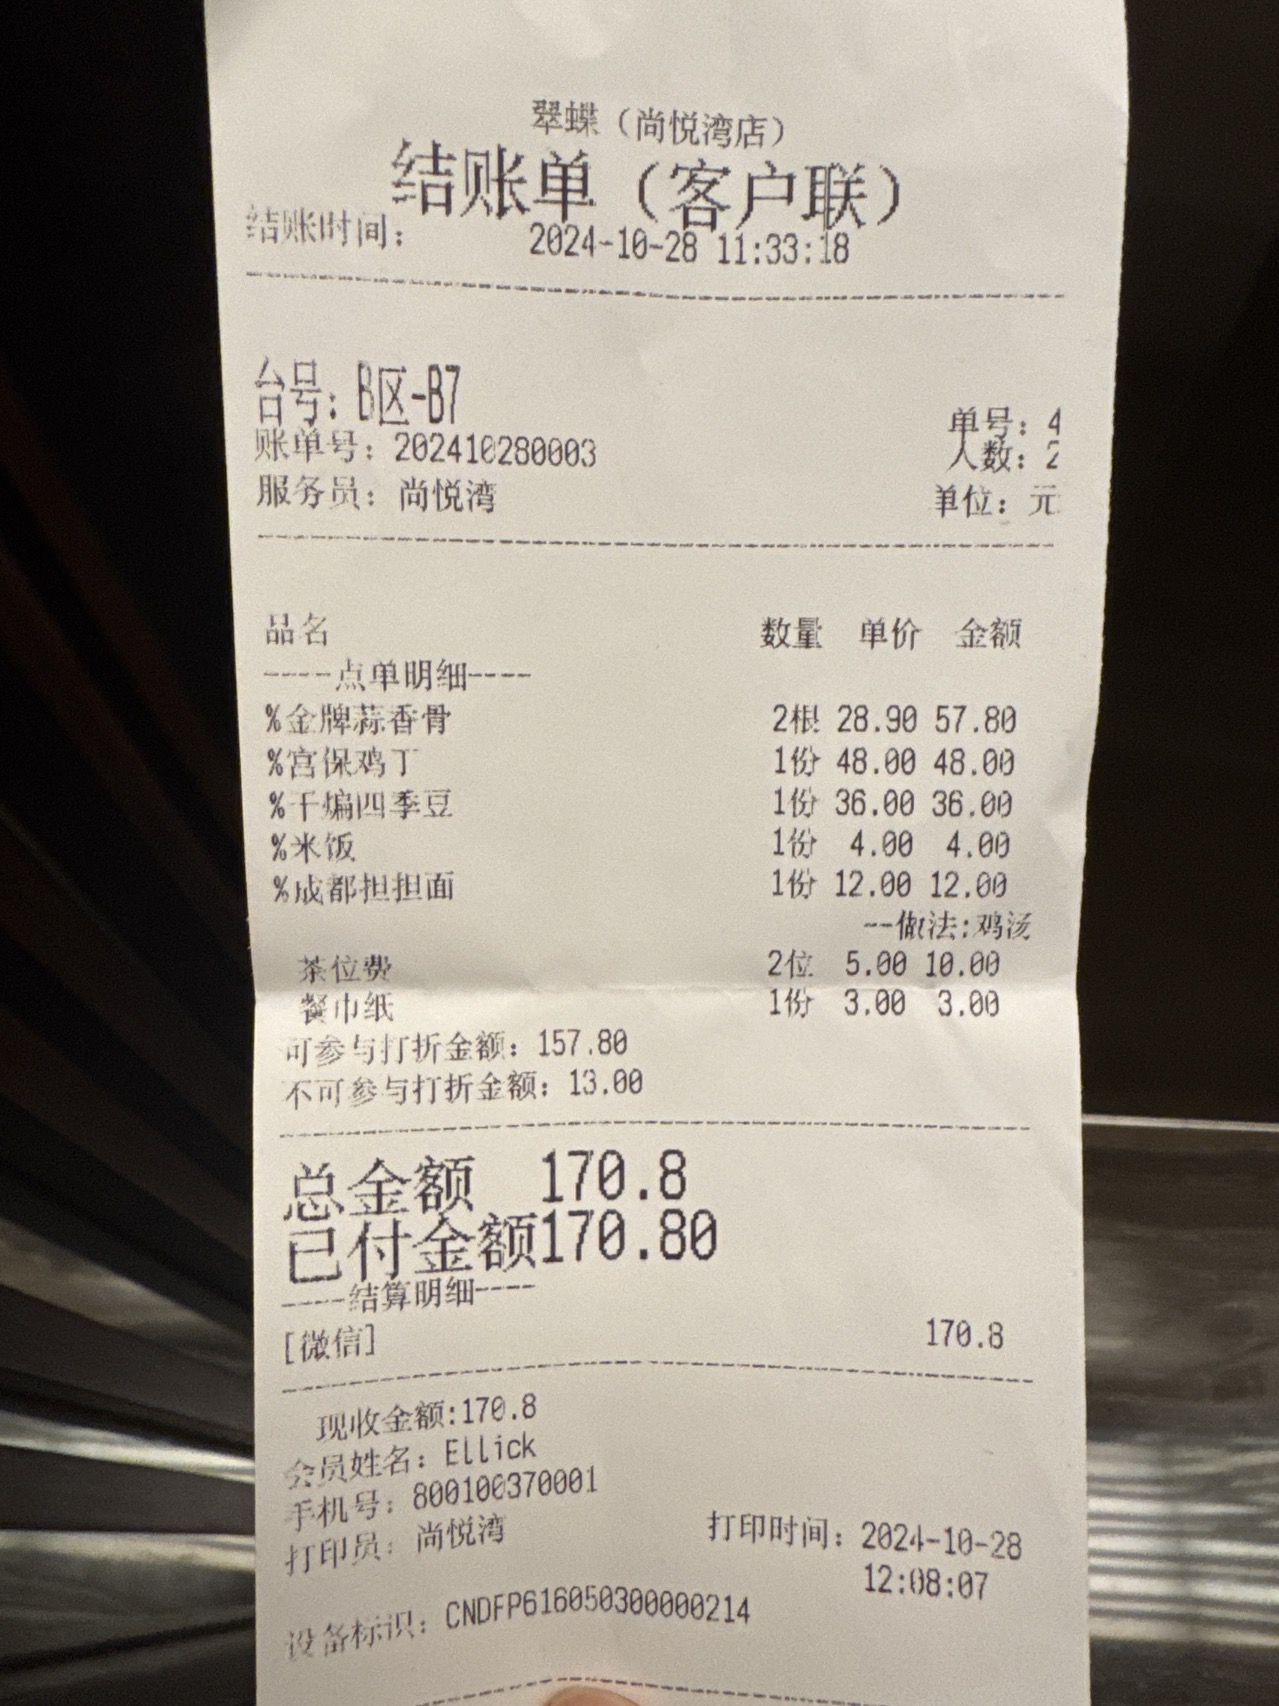 翠蝶（尚悦湾店）
结账单（客户联）
结账时间： 2024-10-28 11:33:18
台号：B区-B7
单号：4
账单号：202410280003
人数：2
服务员：尚悦湾
单位：元
品名 数量 单价 金额
----点单明细----
%金牌蒜香骨 2根 28.90 57.80
%宫保鸡丁 1份 48.00 48.00
%干煸四季豆 1份 36.00 36.00
%米饭 1份 4.00 4.00
%成都担担面 1份 12.00 12.00
--做法:鸡汤
茶位费 2位 5.00 10.00
餐巾纸 1份 3.00 3.00
可参与打折金额：157.80
不可参与打折金额：13.00
总金额 170.8
已付金额170.80
----结算明细----
[微信] 170.8
现收金额:170.8
会员姓名：Ellick
手机号：800100370001
打印员：尚悦湾 打印时间：2024-10-28
12:08:07
设备标识：CNDFP616050300000214